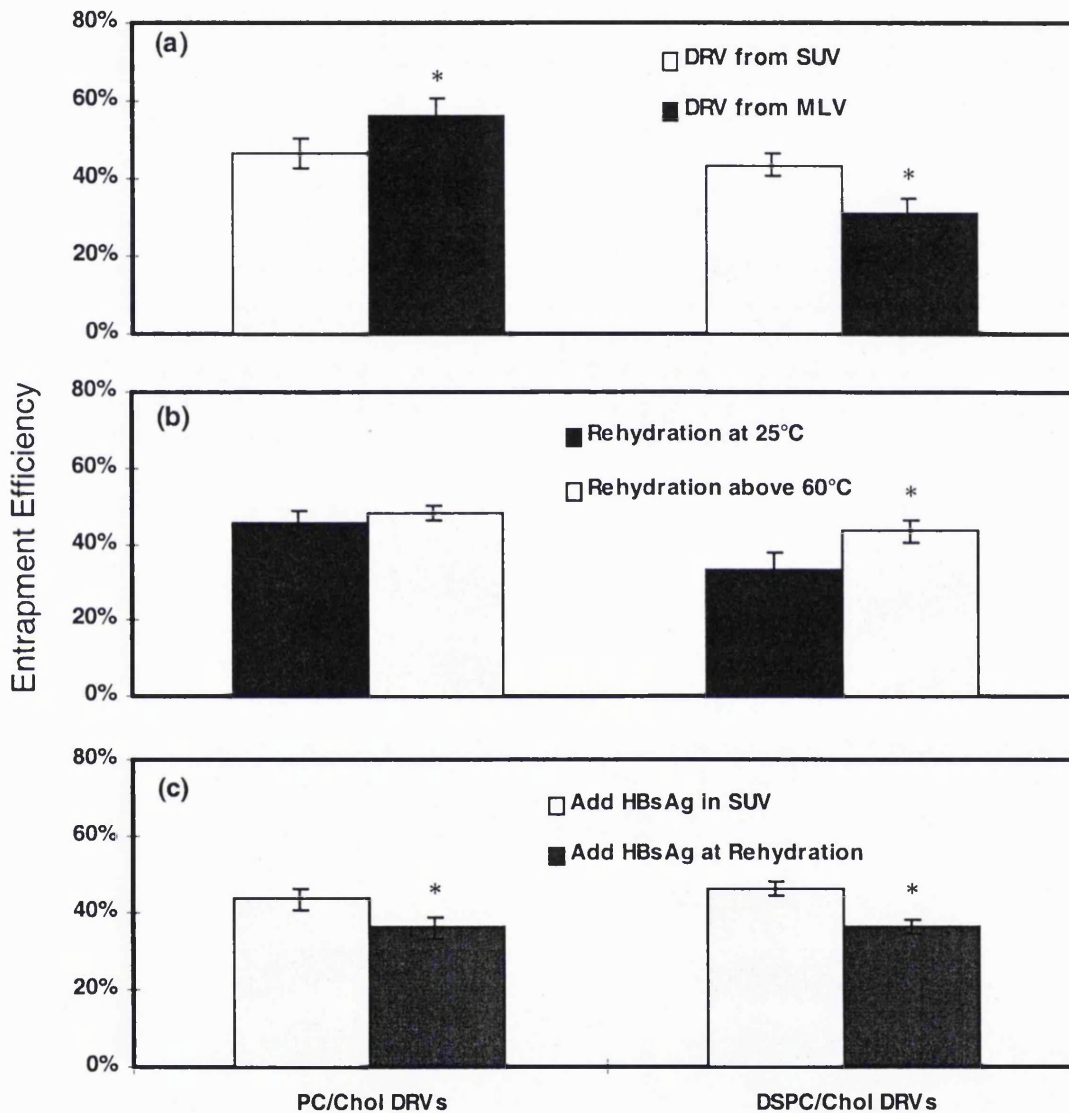 Entrapment Efficiency
80%
(a)
DRV from SUV
60%
*
DRV from MLV
40%
*
20%
0%
80%
(b)
Rehydration at 25°C
60%
Rehydration above 60°C
*
40%
20%
0%
80%
(c)
Add HBsAg in SUV
60%
Add HBsAg at Rehydration
*
*
40%
20%
0%
PC/Chol DRVs
DSPC/Chol DRVs